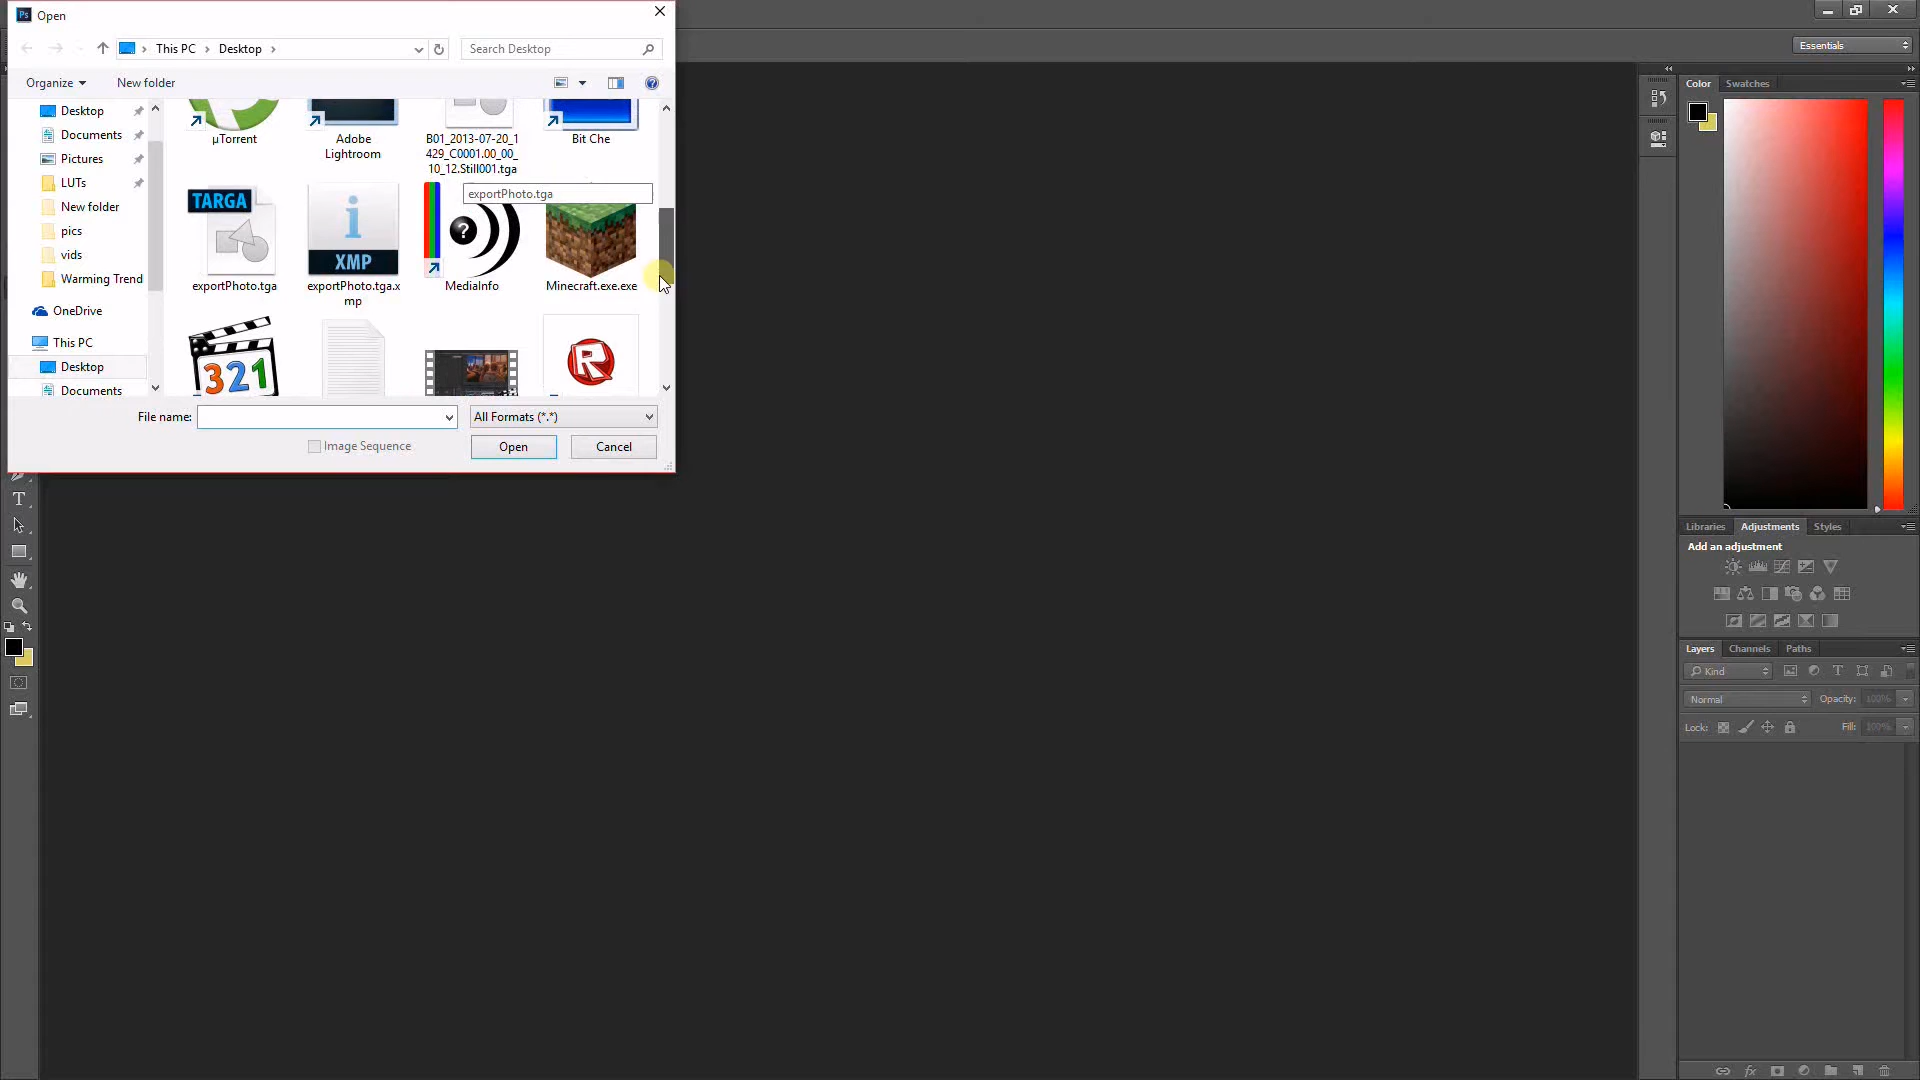 Ps Open
This PC Desktop
Search Desktop
Organize
New folder
Essentials
Desktop
Documents
Pictures
LUTs
New folder
pics
vids
Warming Trend
OneDrive
This PC
Desktop
Documents
µTorrent
Adobe
Lightroom
B01_2013-07-20_1
429_C0001.00_00_
10_12.Still001.tga
Bit Che
exportPhoto.tga
TARGA
XMP
exportPhoto.tga
exportPhoto.tga.x
mp
MediaInfo
Minecraft.exe.exe
321
R
File name:
All Formats (*.*)
Image Sequence
Open
Cancel
Color
Swatches
Libraries
Adjustments
Styles
Add an adjustment
Layers
Channels
Paths
Kind
Normal
Opacity: 100%
Lock:
Fill: 100%